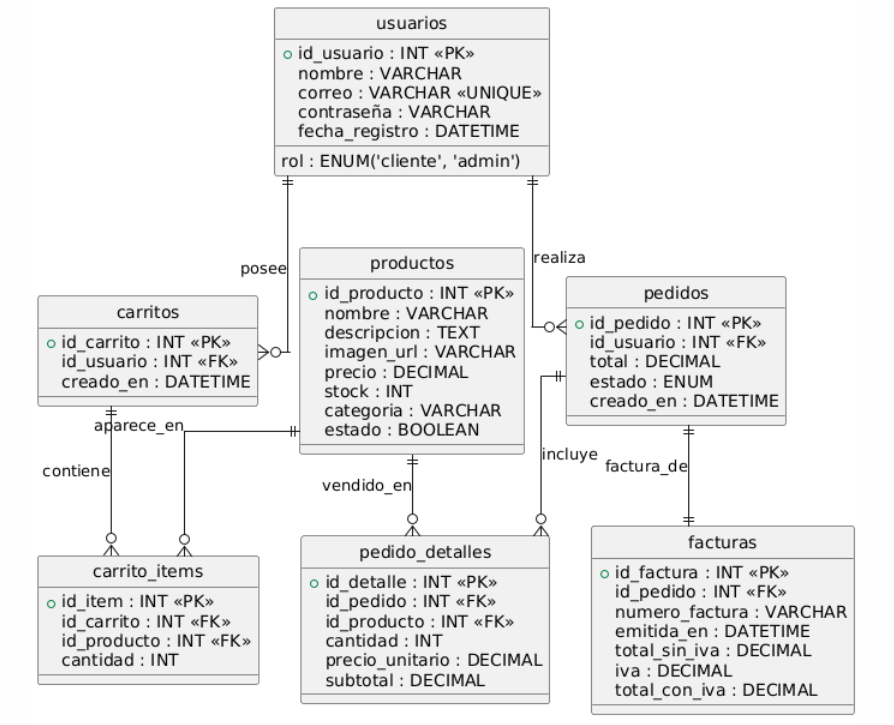 usuarios
id_usuario : INT «PK»
nombre : VARCHAR
correo : VARCHAR «UNIQUE»
contraseña : VARCHAR
fecha_registro : DATETIME
rol : ENUM('cliente', 'admin')
posee
realiza
productos
id_producto : INT «PK»
nombre : VARCHAR
descripcion : TEXT
imagen_url : VARCHAR
precio : DECIMAL
stock : INT
categoria : VARCHAR
estado : BOOLEAN
carritos
id_carrito : INT «PK»
id_usuario : INT «FK»
creado_en : DATETIME
pedidos
id_pedido : INT «PK»
id_usuario : INT «FK»
total : DECIMAL
estado : ENUM
creado_en : DATETIME
aparece_en
contiene
vendido_en
incluye
factura_de
carrito_items
id_item : INT «PK»
id_carrito : INT «FK»
id_producto : INT «FK»
cantidad : INT
pedido_detalles
id_detalle : INT «PK»
id_pedido : INT «FK»
id_producto : INT «FK»
cantidad : INT
precio_unitario : DECIMAL
subtotal : DECIMAL
facturas
id_factura : INT «PK»
id_pedido : INT «FK»
numero_factura : VARCHAR
emitida_en : DATETIME
total_sin_iva : DECIMAL
iva : DECIMAL
total_con_iva : DECIMAL